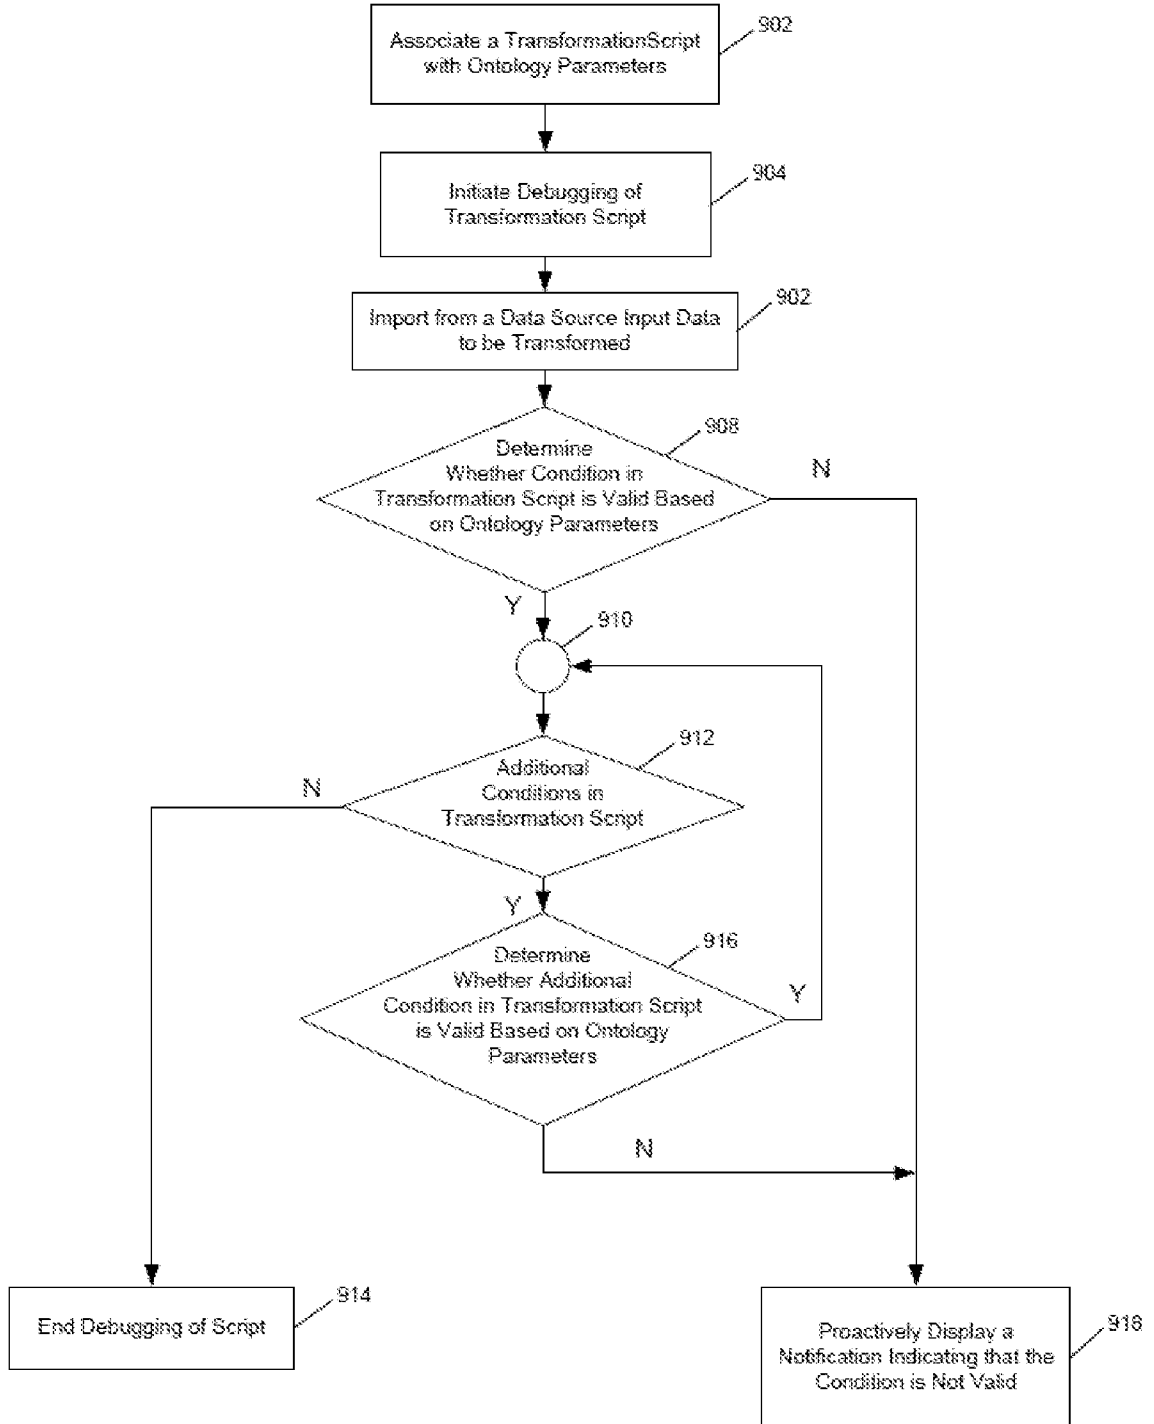 902
Associate a TransformationScript
with Ontology Parameters
904
Initiate Debugging of
Transformation Script
902
Import from a Data Source Input Data
to be Transformed
908
Determine
Whether Condition in
Transformation Script is Valid Based
on Ontology Parameters
N
Y
910
912
Additional
Conditions in
Transformation Script
N
Y
916
Determine
Whether Additional
Condition in Transformation Script
is Valid Based on Ontology
Parameters
Y
N
914
End Debugging of Script
918
Proactively Display a
Notification Indicating that the
Condition is Not Valid